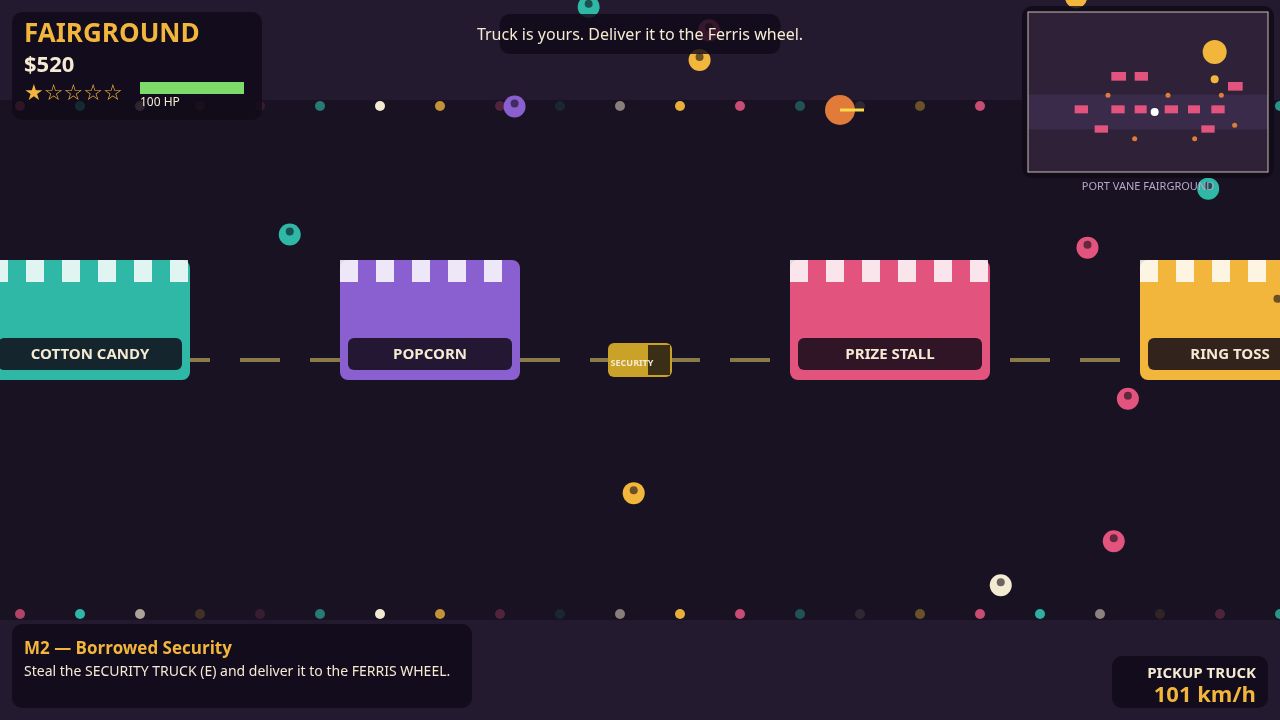 FAIRGROUND
$520
★☆☆☆☆
100 HP
Truck is yours. Deliver it to the Ferris wheel.
PORT VANE FAIRGROUND
COTTON CANDY
POPCORN
SECURITY
PRIZE STALL
RING TOSS
M2 — Borrowed Security
Steal the SECURITY TRUCK (E) and deliver it to the FERRIS WHEEL.
PICKUP TRUCK
101 km/h